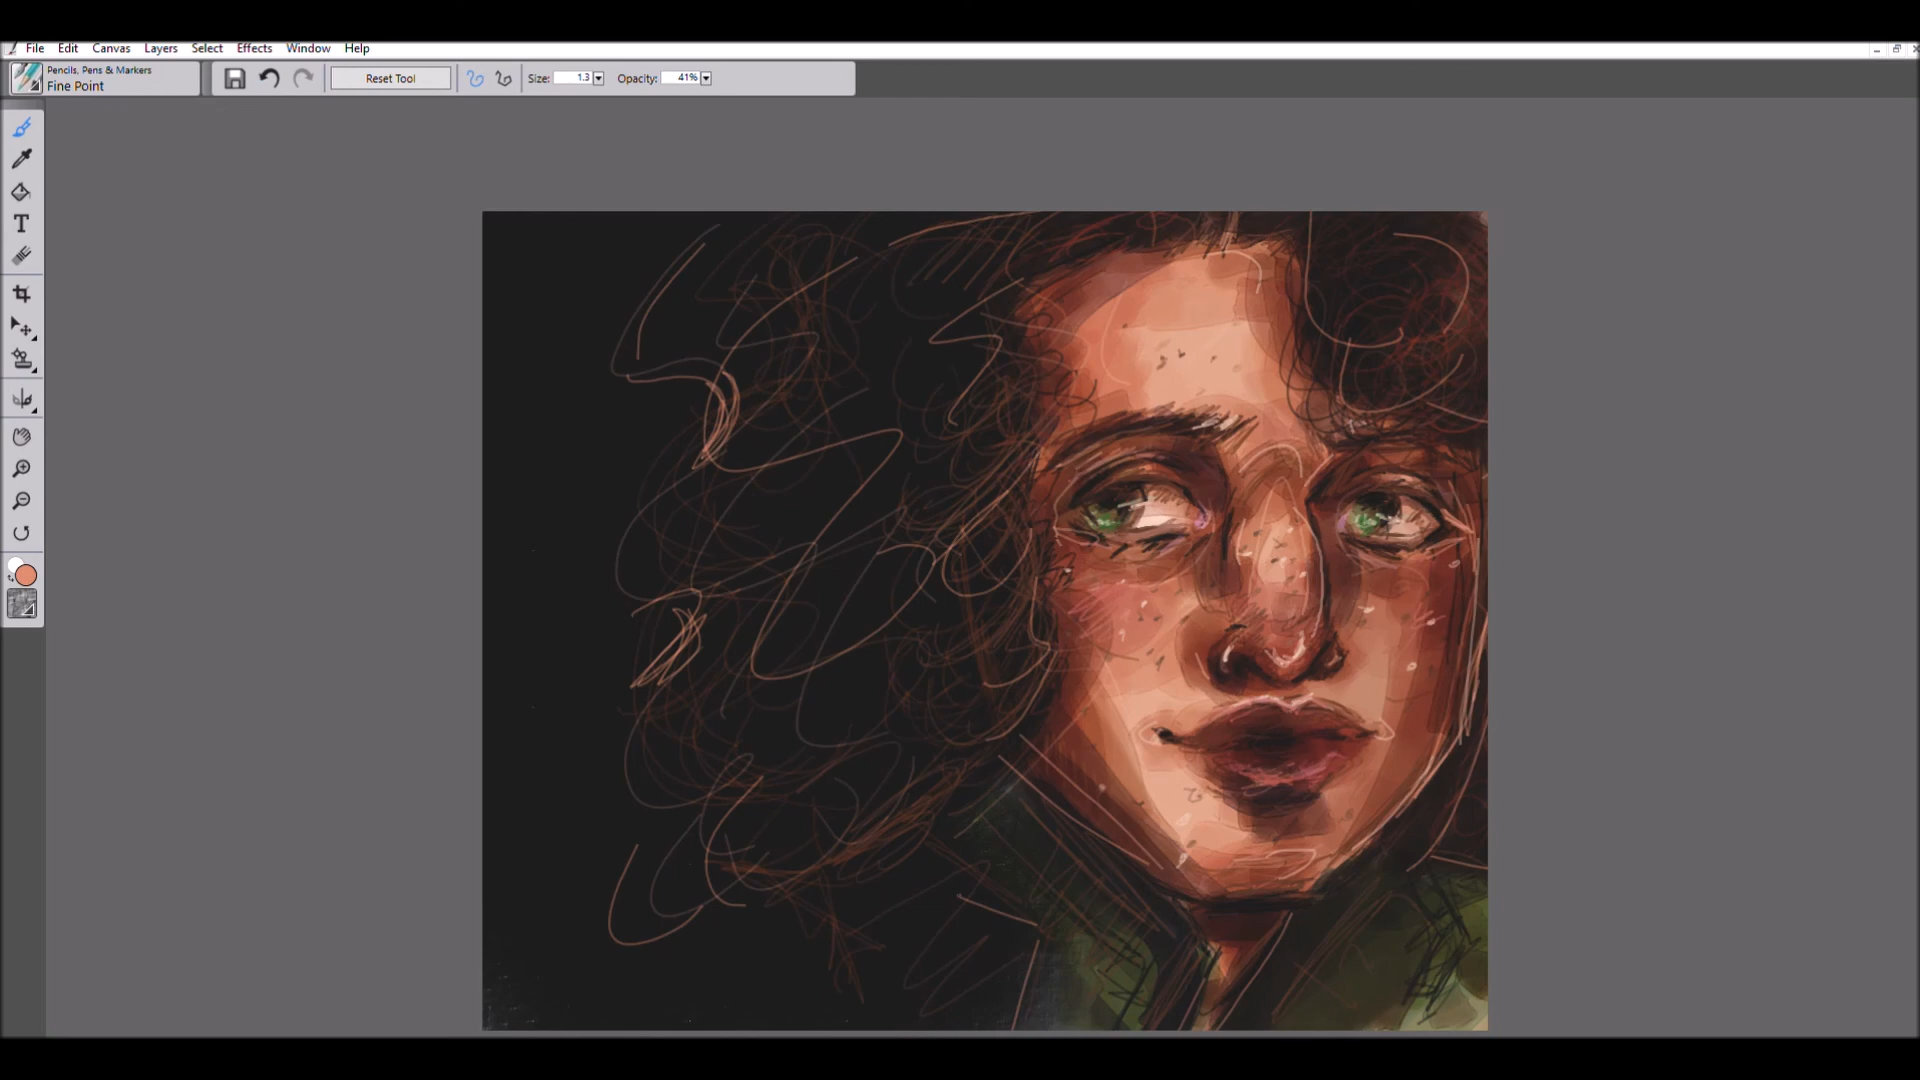 File Edit Canvas Layers Select Effects Window Help
Pencils, Pens & Markers
Fine Point
Reset Tool
Size: 1.3
Opacity: 41%
T